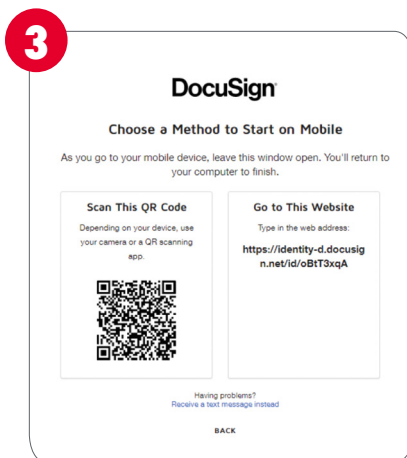 3
DocuSign
Choose a Method to Start on Mobile
As you go to your mobile device, leave this window open. You'll return to
your computer to finish.
Scan This QR Code
Depending on your device, use
your camera or a QR scanning
app.
Go to This Website
Type in the web address:
https://identity-d.docusig
n.net/id/oBtT3xqA
Having problems?
Receive a text message instead
BACK